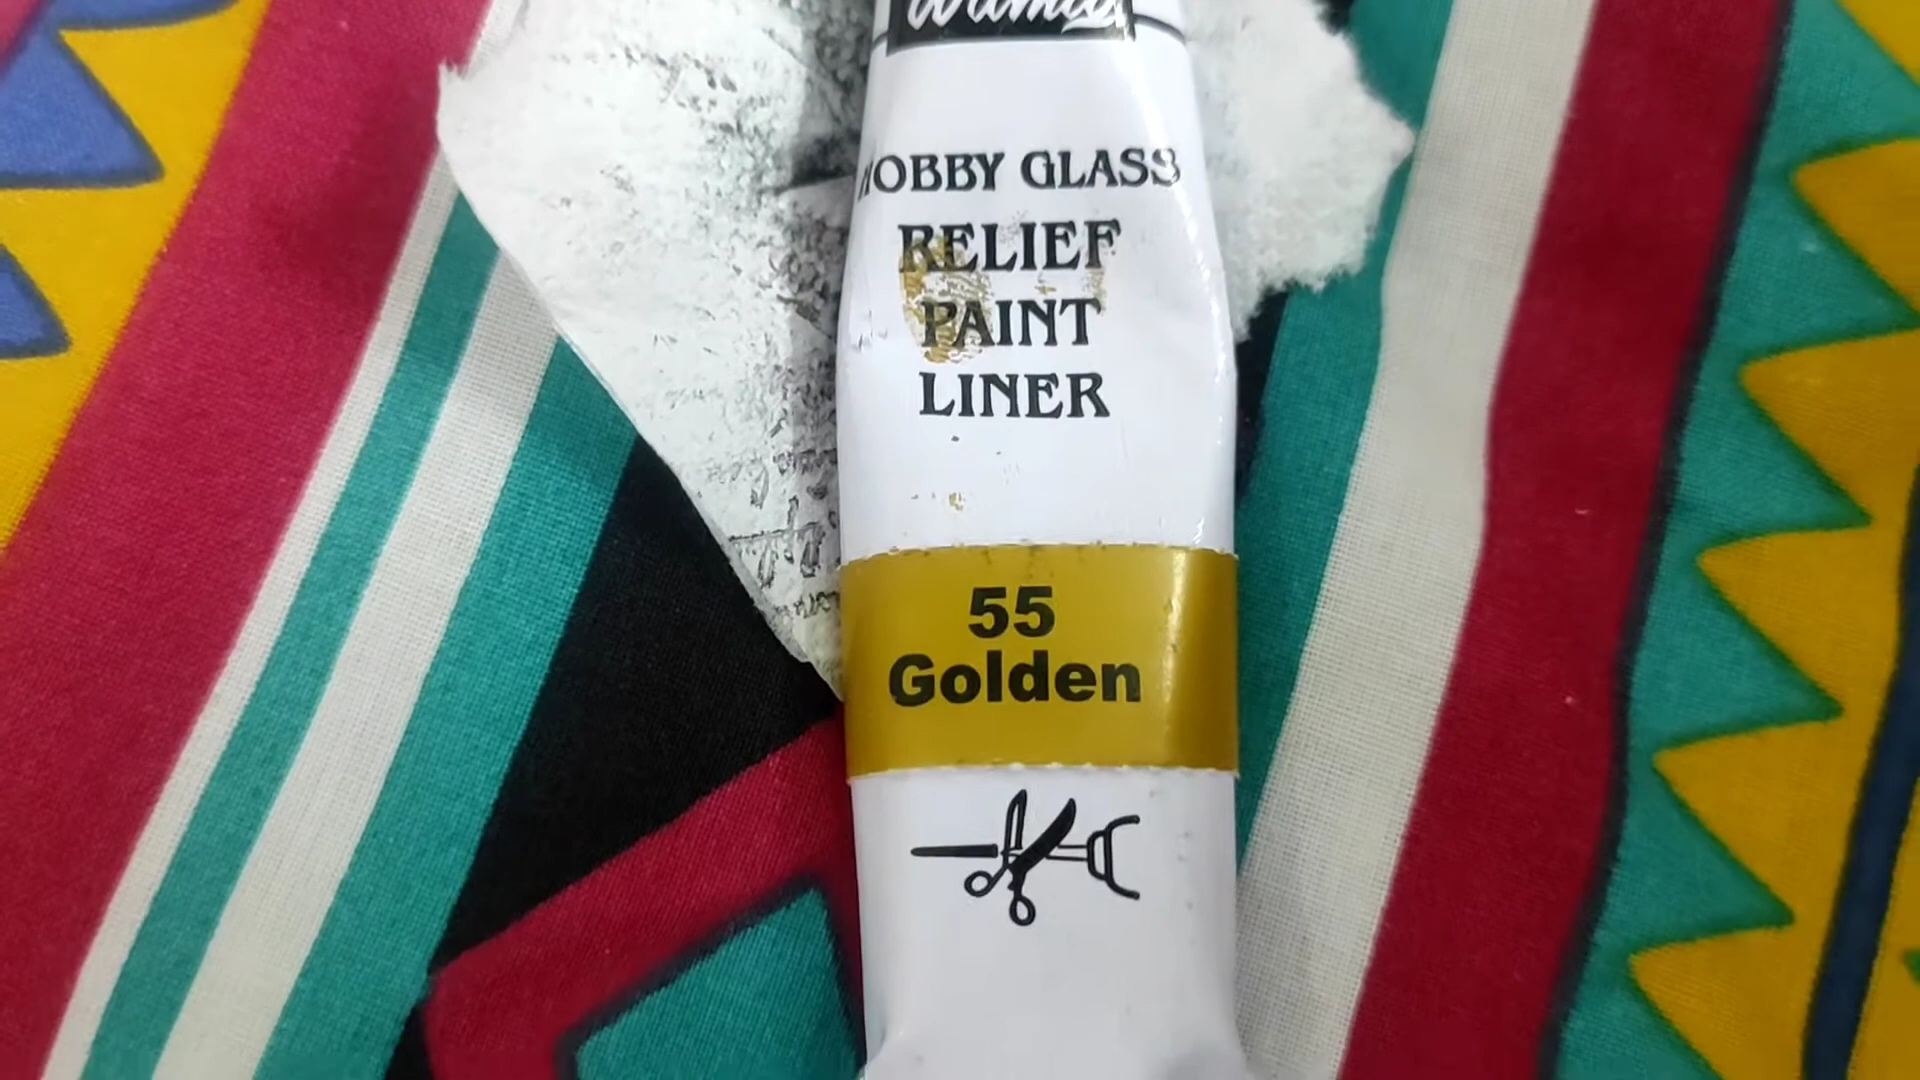 HOBBY GLASS
RELIEF
PAINT
LINER
55
Golden